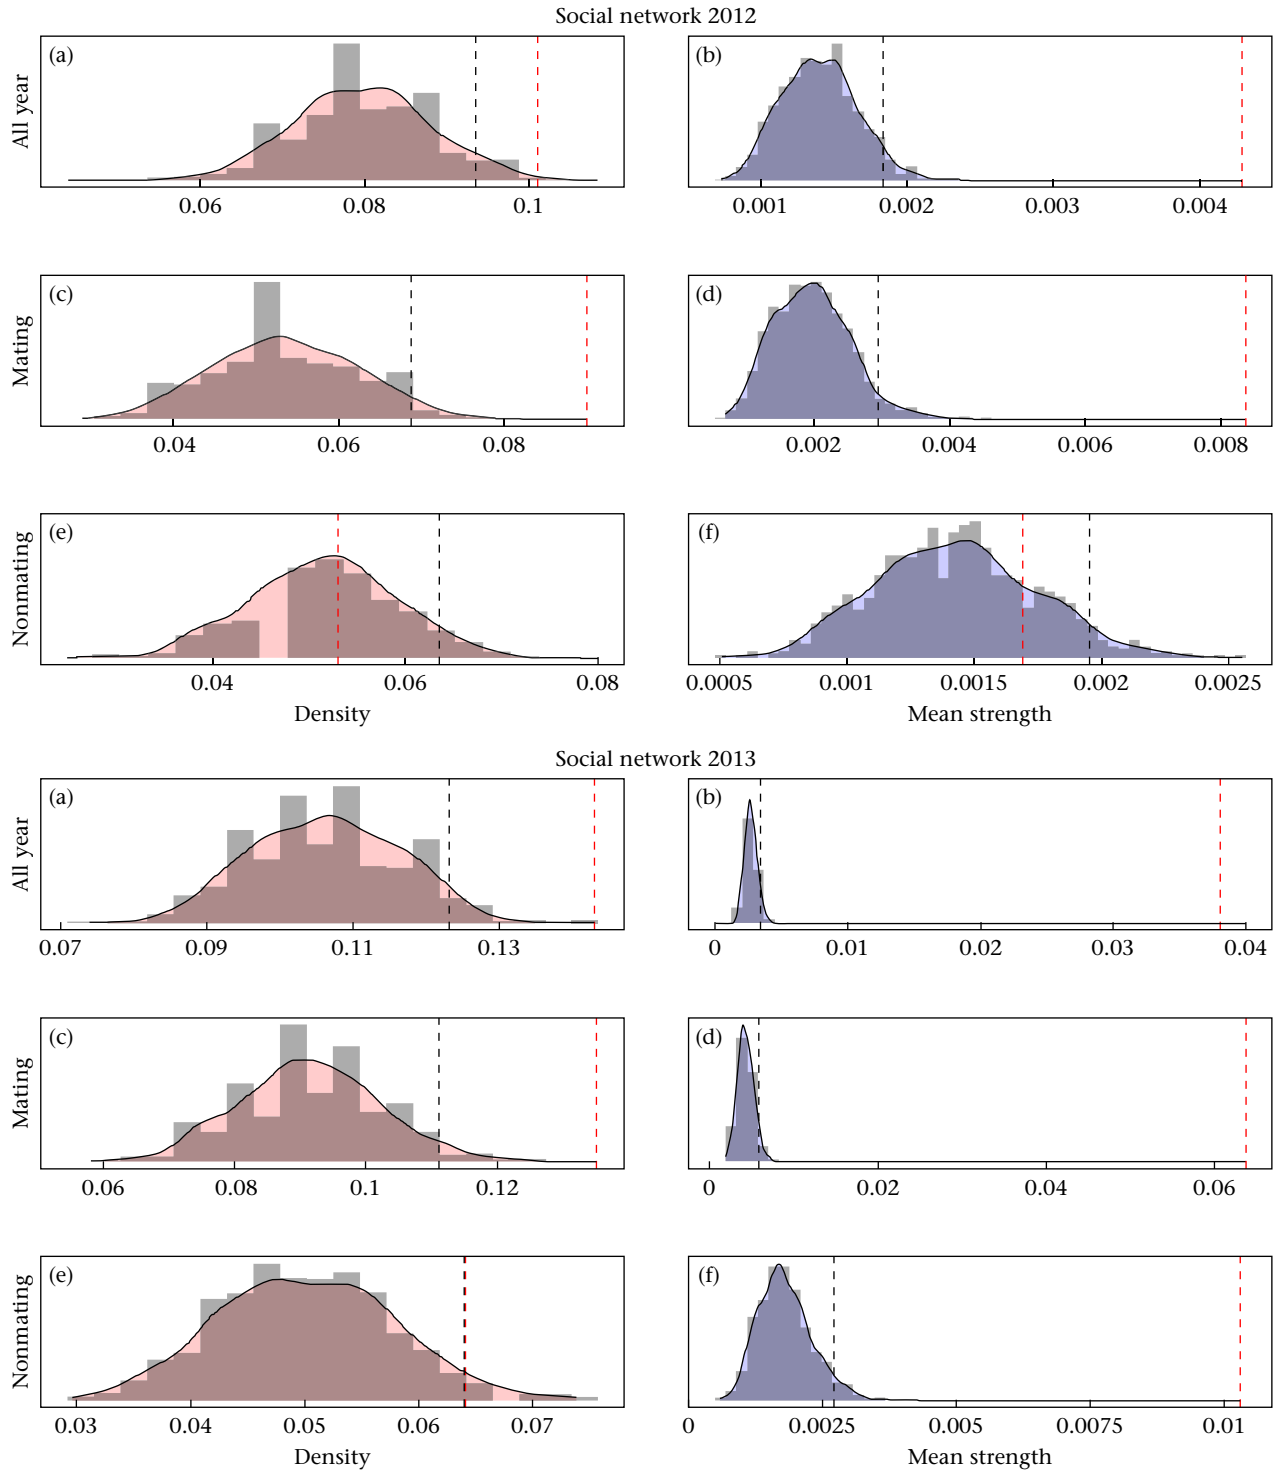 Social network 2012
(a)
(b)
All year
0.06 0.08 0.1
0.001 0.002 0.003 0.004
(c)
(d)
Mating
0.04 0.06 0.08
0.002 0.004 0.006 0.008
(e)
(f)
Nonmating
0.04 0.06 0.08
0.0005 0.001 0.0015 0.002 0.0025
Density
Mean strength
Social network 2013
(a)
(b)
All year
0.07 0.09 0.11 0.13
0 0.01 0.02 0.03 0.04
(c)
(d)
Mating
0.06 0.08 0.1 0.12
0 0.02 0.04 0.06
(e)
(f)
Nonmating
0.03 0.04 0.05 0.06 0.07
0 0.0025 0.005 0.0075 0.01
Density
Mean strength